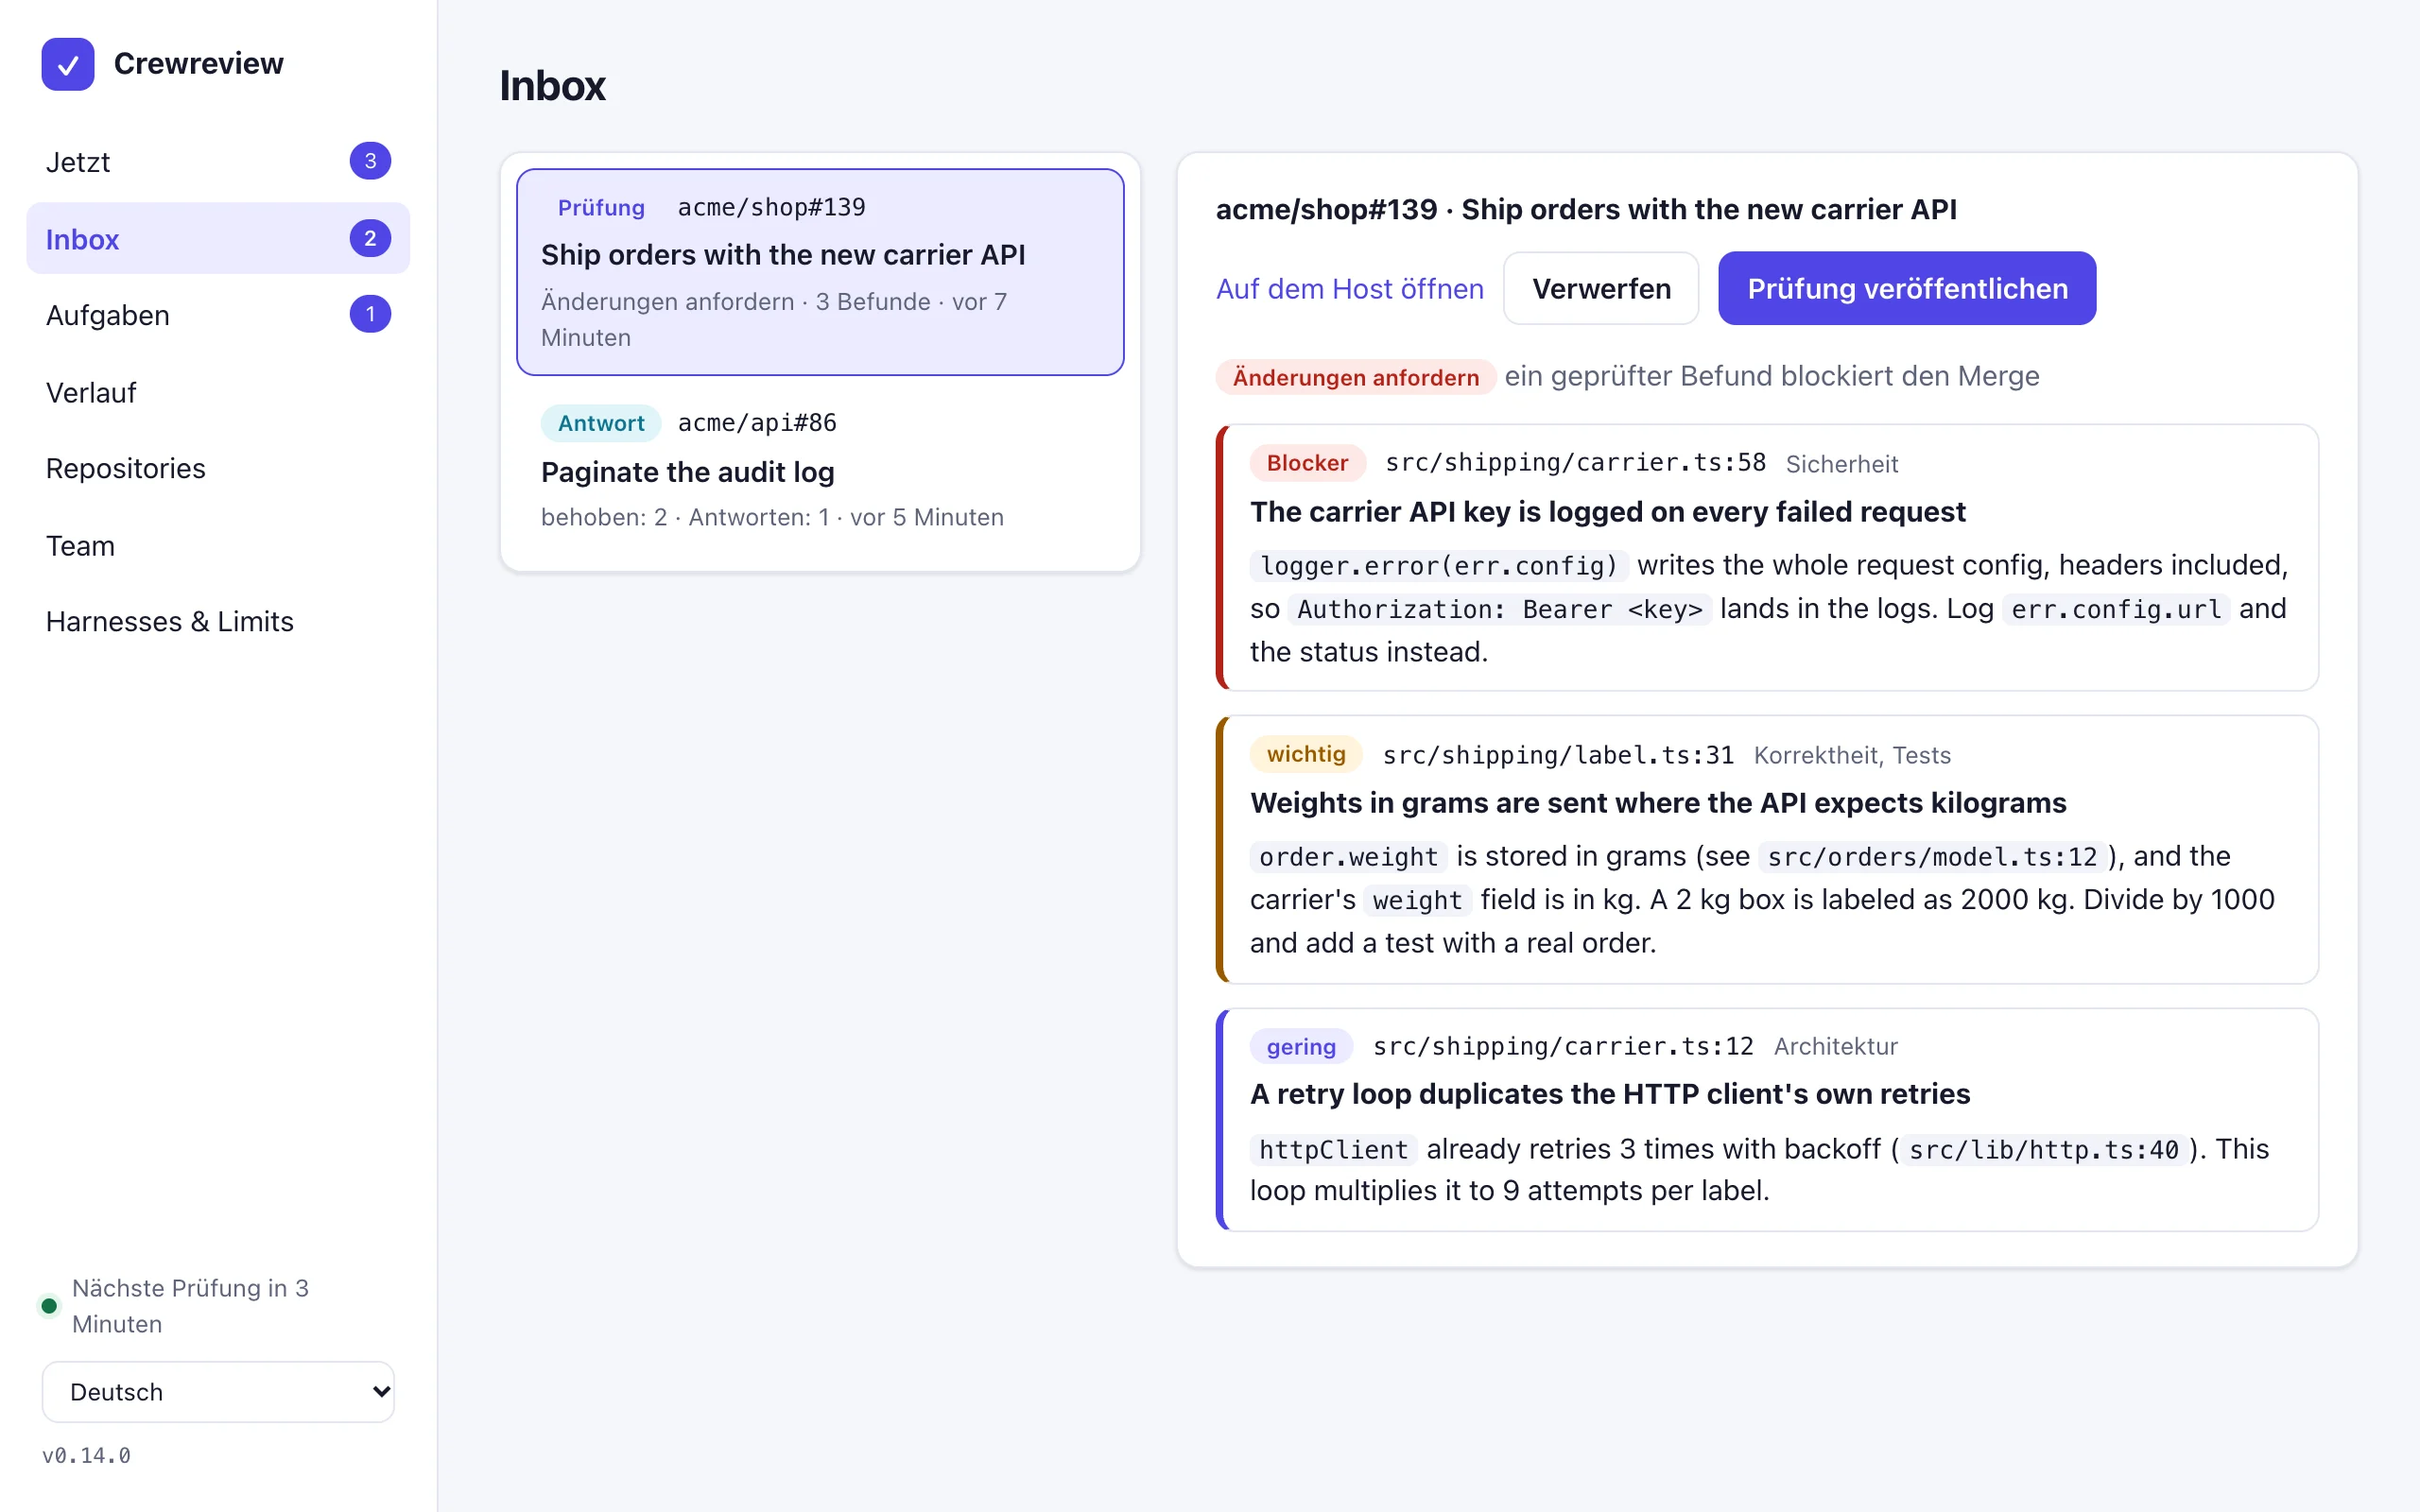 Crewreview
Jetzt 3
Inbox 2
Aufgaben 1
Verlauf
Repositories
Team
Harnesses & Limits
Nächste Prüfung in 3
Minuten
Deutsch
v0.14.0
Inbox
Prüfung acme/shop#139
Ship orders with the new carrier API
Änderungen anfordern · 3 Befunde · vor 7
Minuten
Antwort acme/api#86
Paginate the audit log
behoben: 2 · Antworten: 1 · vor 5 Minuten
acme/shop#139 · Ship orders with the new carrier API
Auf dem Host öffnen Verwerfen Prüfung veröffentlichen
Änderungen anfordern ein geprüfter Befund blockiert den Merge
Blocker src/shipping/carrier.ts:58 Sicherheit
The carrier API key is logged on every failed request
logger.error(err.config) writes the whole request config, headers included,
so Authorization: Bearer <key> lands in the logs. Log err.config.url and
the status instead.
wichtig src/shipping/label.ts:31 Korrektheit, Tests
Weights in grams are sent where the API expects kilograms
order.weight is stored in grams (see src/orders/model.ts:12), and the
carrier's weight field is in kg. A 2 kg box is labeled as 2000 kg. Divide by 1000
and add a test with a real order.
gering src/shipping/carrier.ts:12 Architektur
A retry loop duplicates the HTTP client's own retries
httpClient already retries 3 times with backoff (src/lib/http.ts:40). This
loop multiplies it to 9 attempts per label.